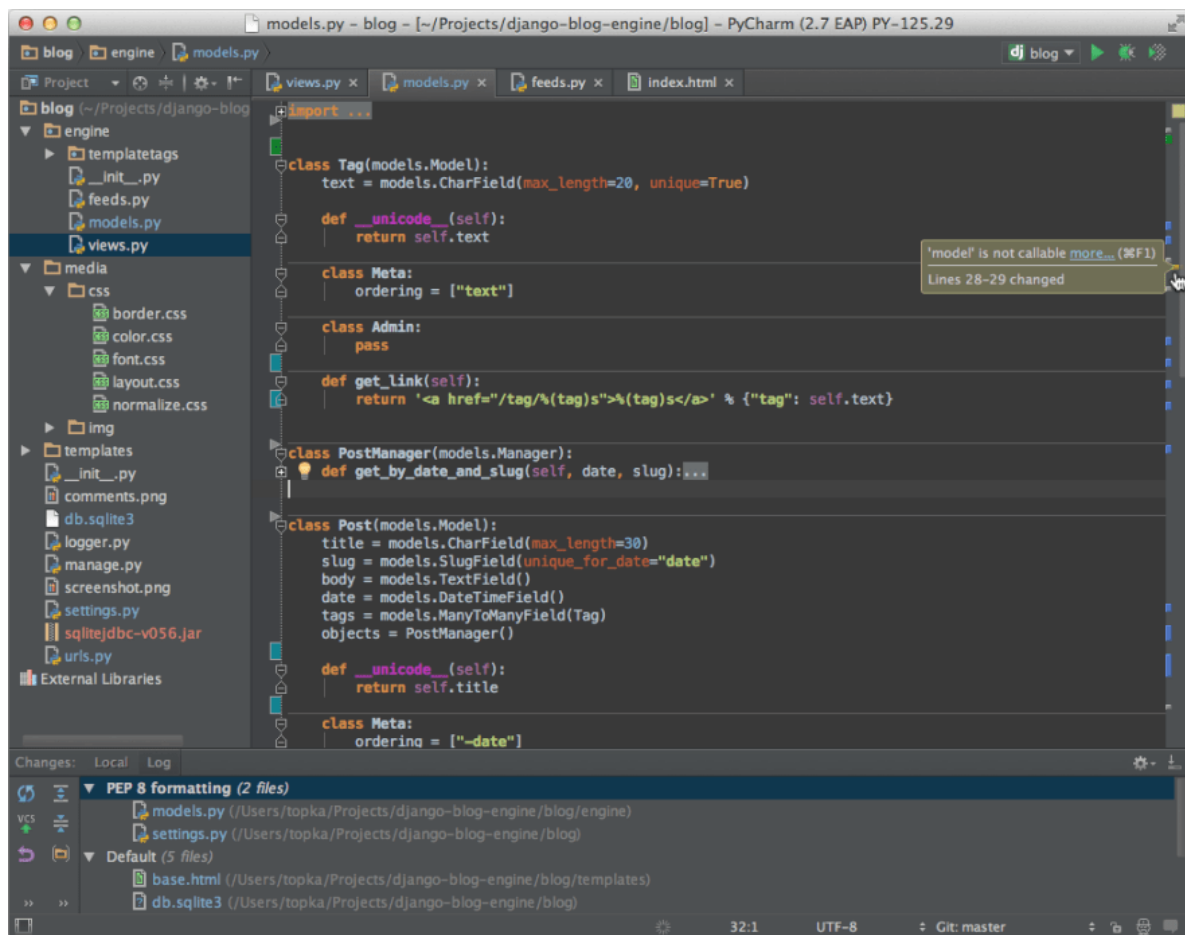 models.py – blog – [~/Projects/django-blog-engine/blog] – PyCharm (2.7 EAP) PY-125.29
blog engine models.py
dj blog
Project
views.py × models.py × feeds.py × index.html ×
blog (~/Projects/django-blog
engine
templatetags
__init__.py
feeds.py
models.py
views.py
media
css
border.css
color.css
font.css
layout.css
normalize.css
img
templates
__init__.py
comments.png
db.sqlite3
logger.py
manage.py
screenshot.png
settings.py
sqlitejdbc-v056.jar
urls.py
External Libraries
import ...
class Tag(models.Model):
text = models.CharField(max_length=20, unique=True)
def __unicode__(self):
return self.text
class Meta:
ordering = ["text"]
class Admin:
pass
def get_link(self):
return '<a href="/tag/%(tag)s">%(tag)s</a>' % {"tag": self.text}
class PostManager(models.Manager):
def get_by_date_and_slug(self, date, slug):...
class Post(models.Model):
title = models.CharField(max_length=30)
slug = models.SlugField(unique_for_date="date")
body = models.TextField()
date = models.DateTimeField()
tags = models.ManyToManyField(Tag)
objects = PostManager()
def __unicode__(self):
return self.title
class Meta:
ordering = ["-date"]
'model' is not callable more... (⌘F1)
Lines 28-29 changed
Changes: Local Log
VCS
PEP 8 formatting (2 files)
models.py (/Users/topka/Projects/django-blog-engine/blog/engine)
settings.py (/Users/topka/Projects/django-blog-engine/blog)
Default (5 files)
base.html (/Users/topka/Projects/django-blog-engine/blog/templates)
db.sqlite3 (/Users/topka/Projects/django-blog-engine/blog)
32:1 UTF-8 Git: master